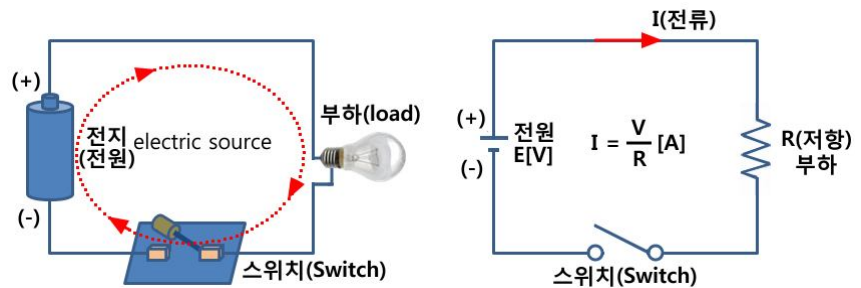 (+)
전지 electric source
(전원)
(-)
부하(load)
스위치(Switch)
I(전류)
(+)
(-)
전원
E[V]
I = V/R [A]
R(저항)
부하
스위치(Switch)